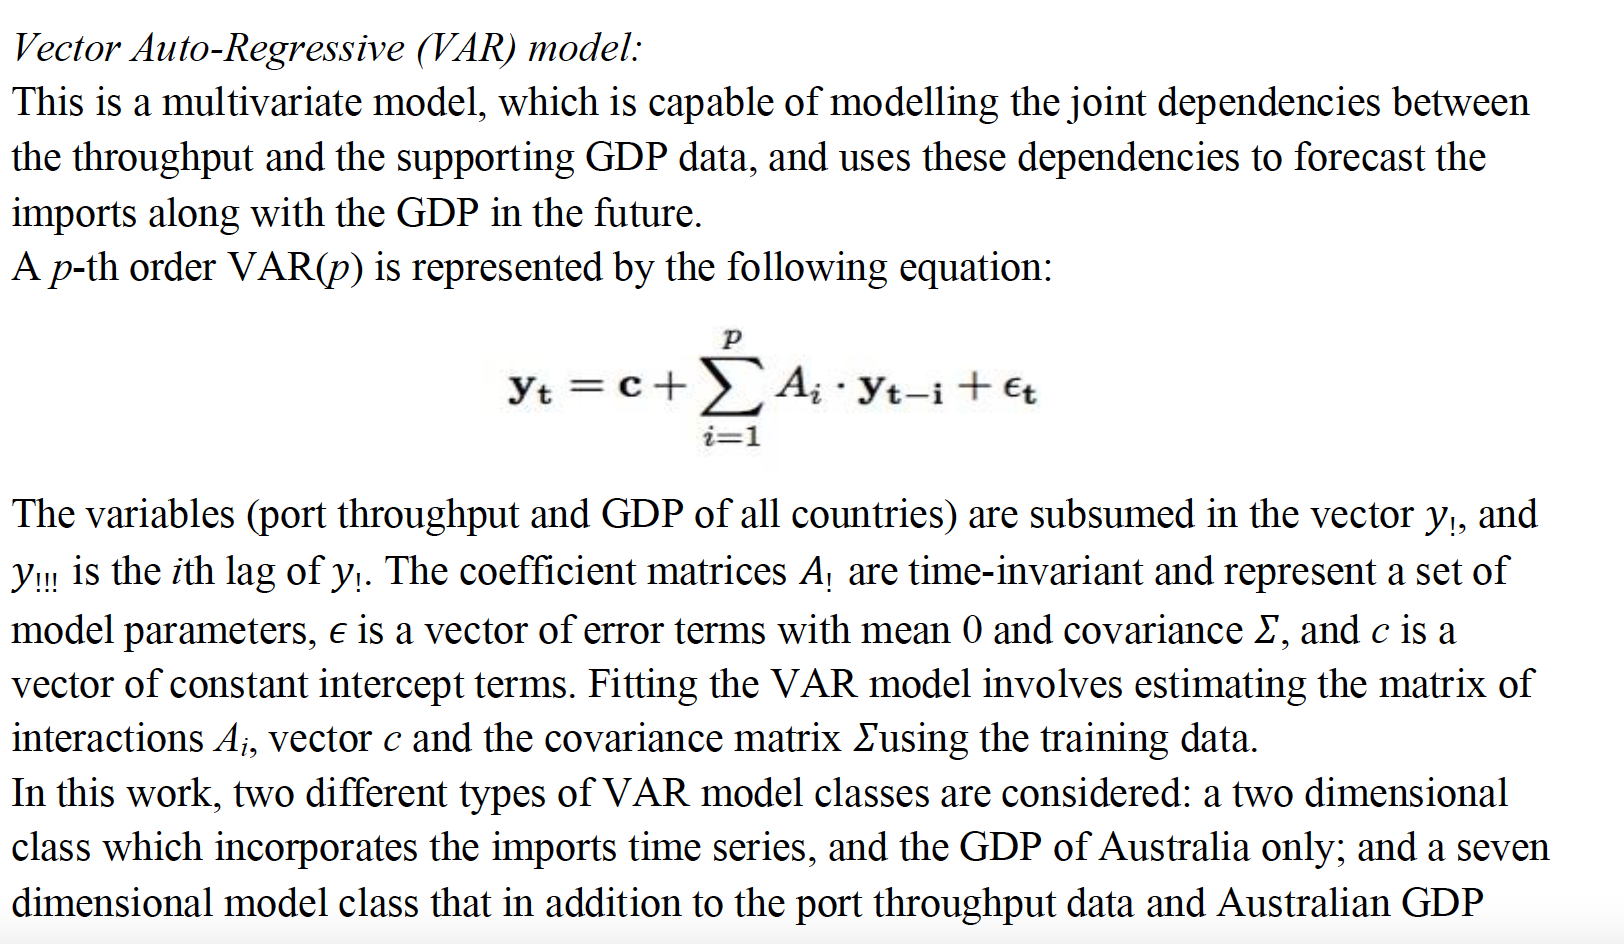 Vector Auto-Regressive (VAR) model:
This is a multivariate model, which is capable of modelling the joint dependencies between
the throughput and the supporting GDP data, and uses these dependencies to forecast the
imports along with the GDP in the future.
A p-th order VAR(p) is represented by the following equation:
y_t = c + \sum_{i=1}^{p} A_i · y_{t-i} + ϵ_t
The variables (port throughput and GDP of all countries) are subsumed in the vector y!, and
y!!! is the ith lag of y!. The coefficient matrices A! are time-invariant and represent a set of
model parameters, ϵ is a vector of error terms with mean 0 and covariance Σ, and c is a
vector of constant intercept terms. Fitting the VAR model involves estimating the matrix of
interactions Ai, vector c and the covariance matrix Σusing the training data.
In this work, two different types of VAR model classes are considered: a two dimensional
class which incorporates the imports time series, and the GDP of Australia only; and a seven
dimensional model class that in addition to the port throughput data and Australian GDP